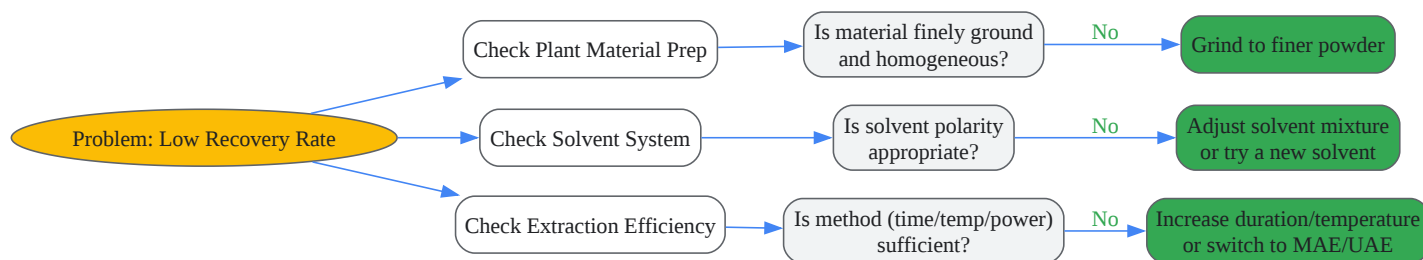 Problem: Low Recovery Rate
Check Plant Material Prep
Is material finely ground
and homogeneous?
No
Grind to finer powder
Check Solvent System
Is solvent polarity
appropriate?
No
Adjust solvent mixture
or try a new solvent
Check Extraction Efficiency
Is method (time/temp/power)
sufficient?
No
Increase duration/temperature
or switch to MAE/UAE